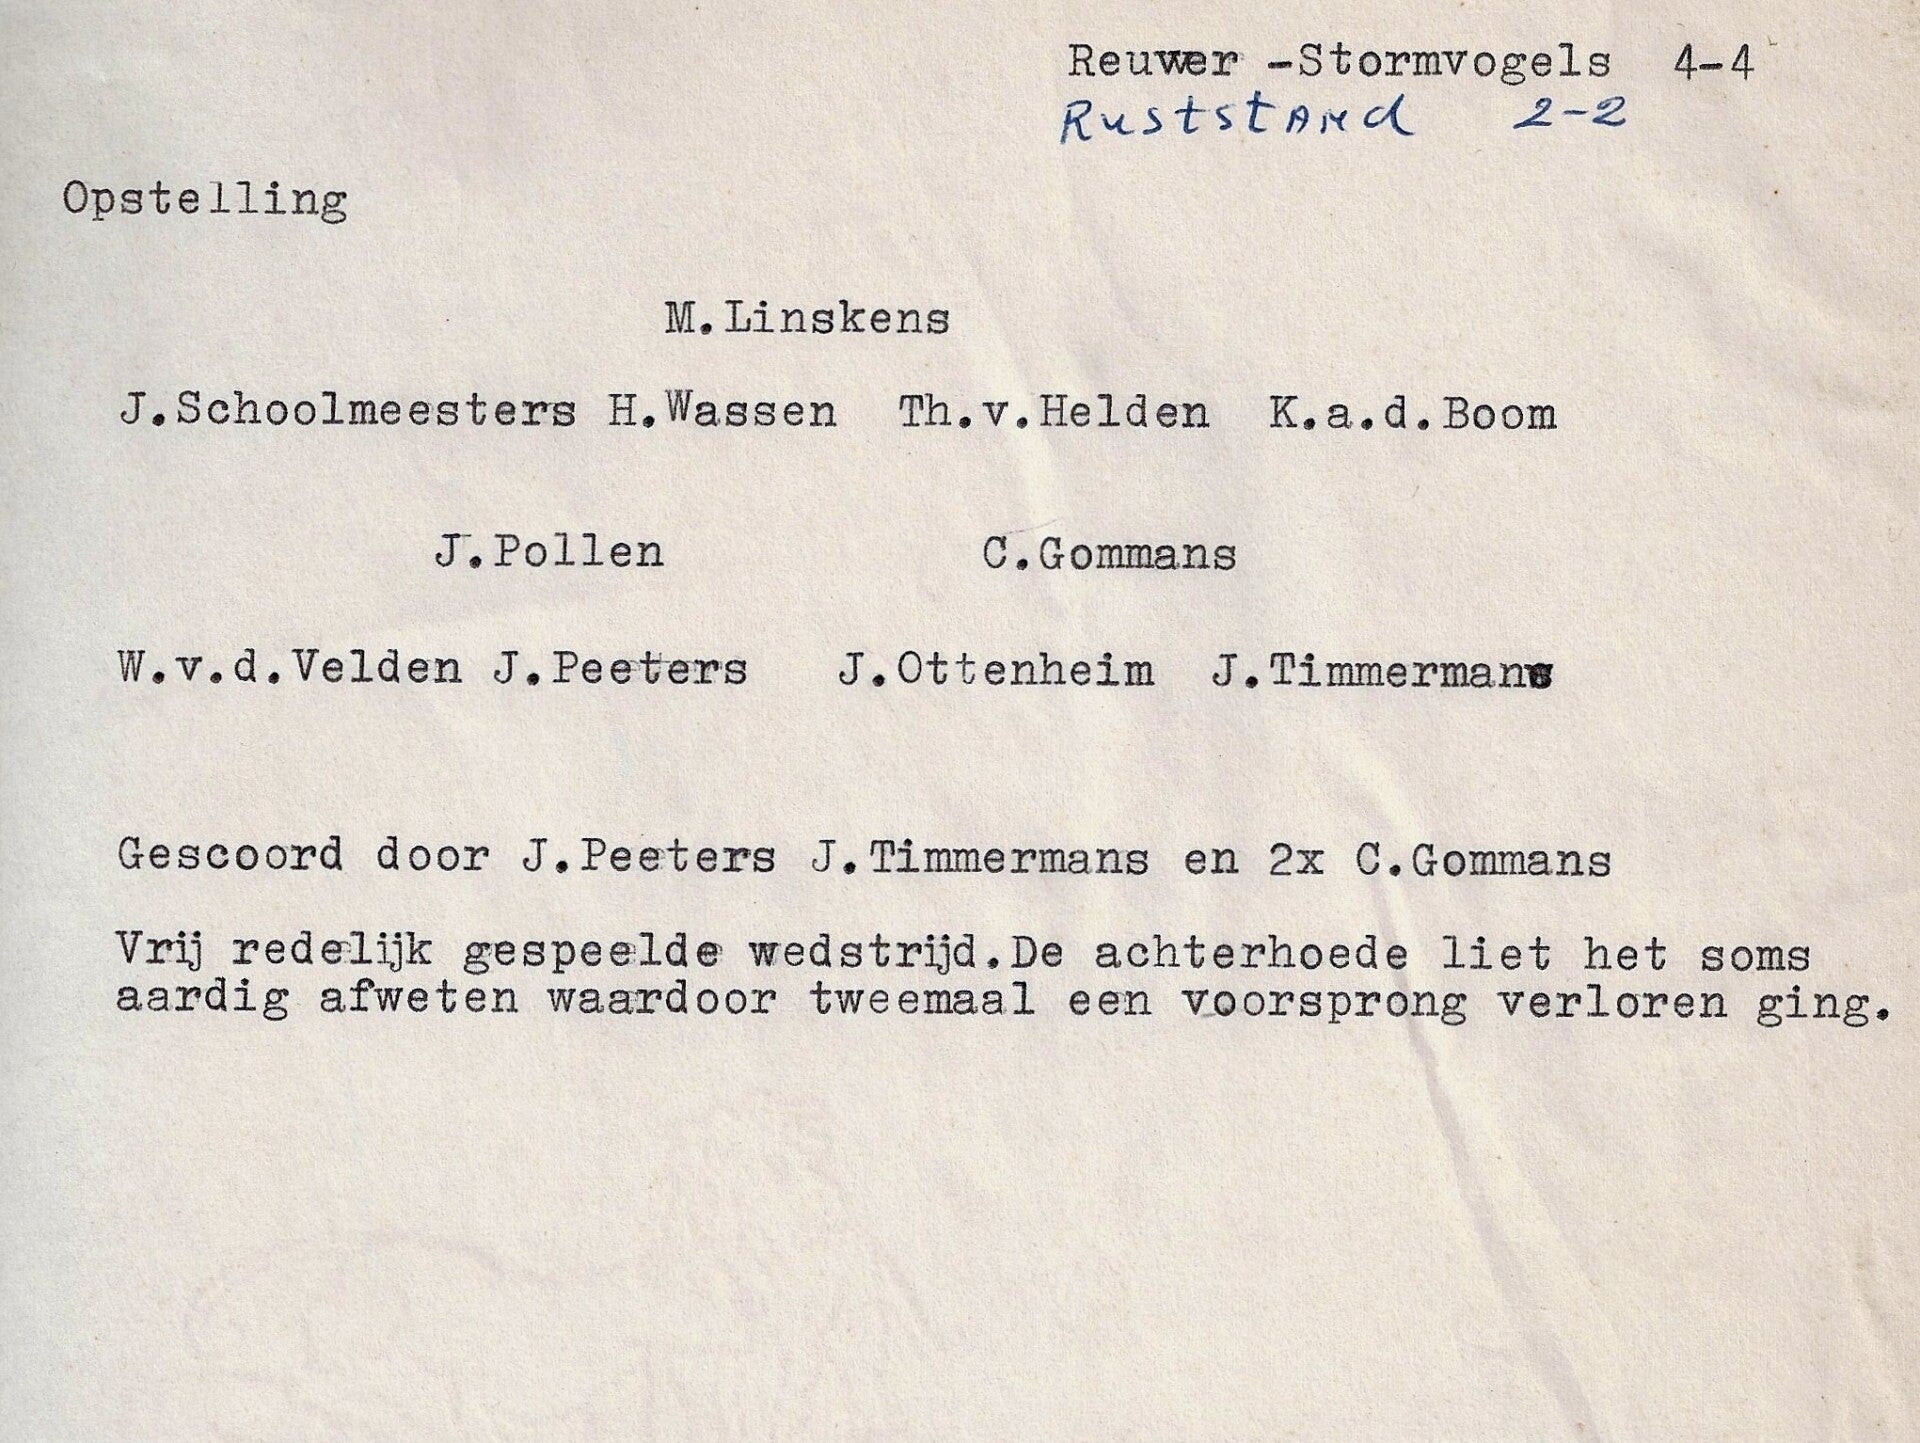 Reuwer -Stormvogels 4-4
Ruststand 2-2
Opstelling
M.Linskens
J.Schoolmeesters H.Wassen Th.v.Helden K.a.d.Boom
J.Pollen C.Gommans
W.v.d.Velden J.Peeters J.Ottenheim J.Timmermans
Gescoord door J.Peeters J.Timmermans en 2x C.Gommans
Vrij redelijk gespeelde wedstrijd.De achterhoede liet het soms
aardig afweten waardoor tweemaal een voorsprong verloren ging.